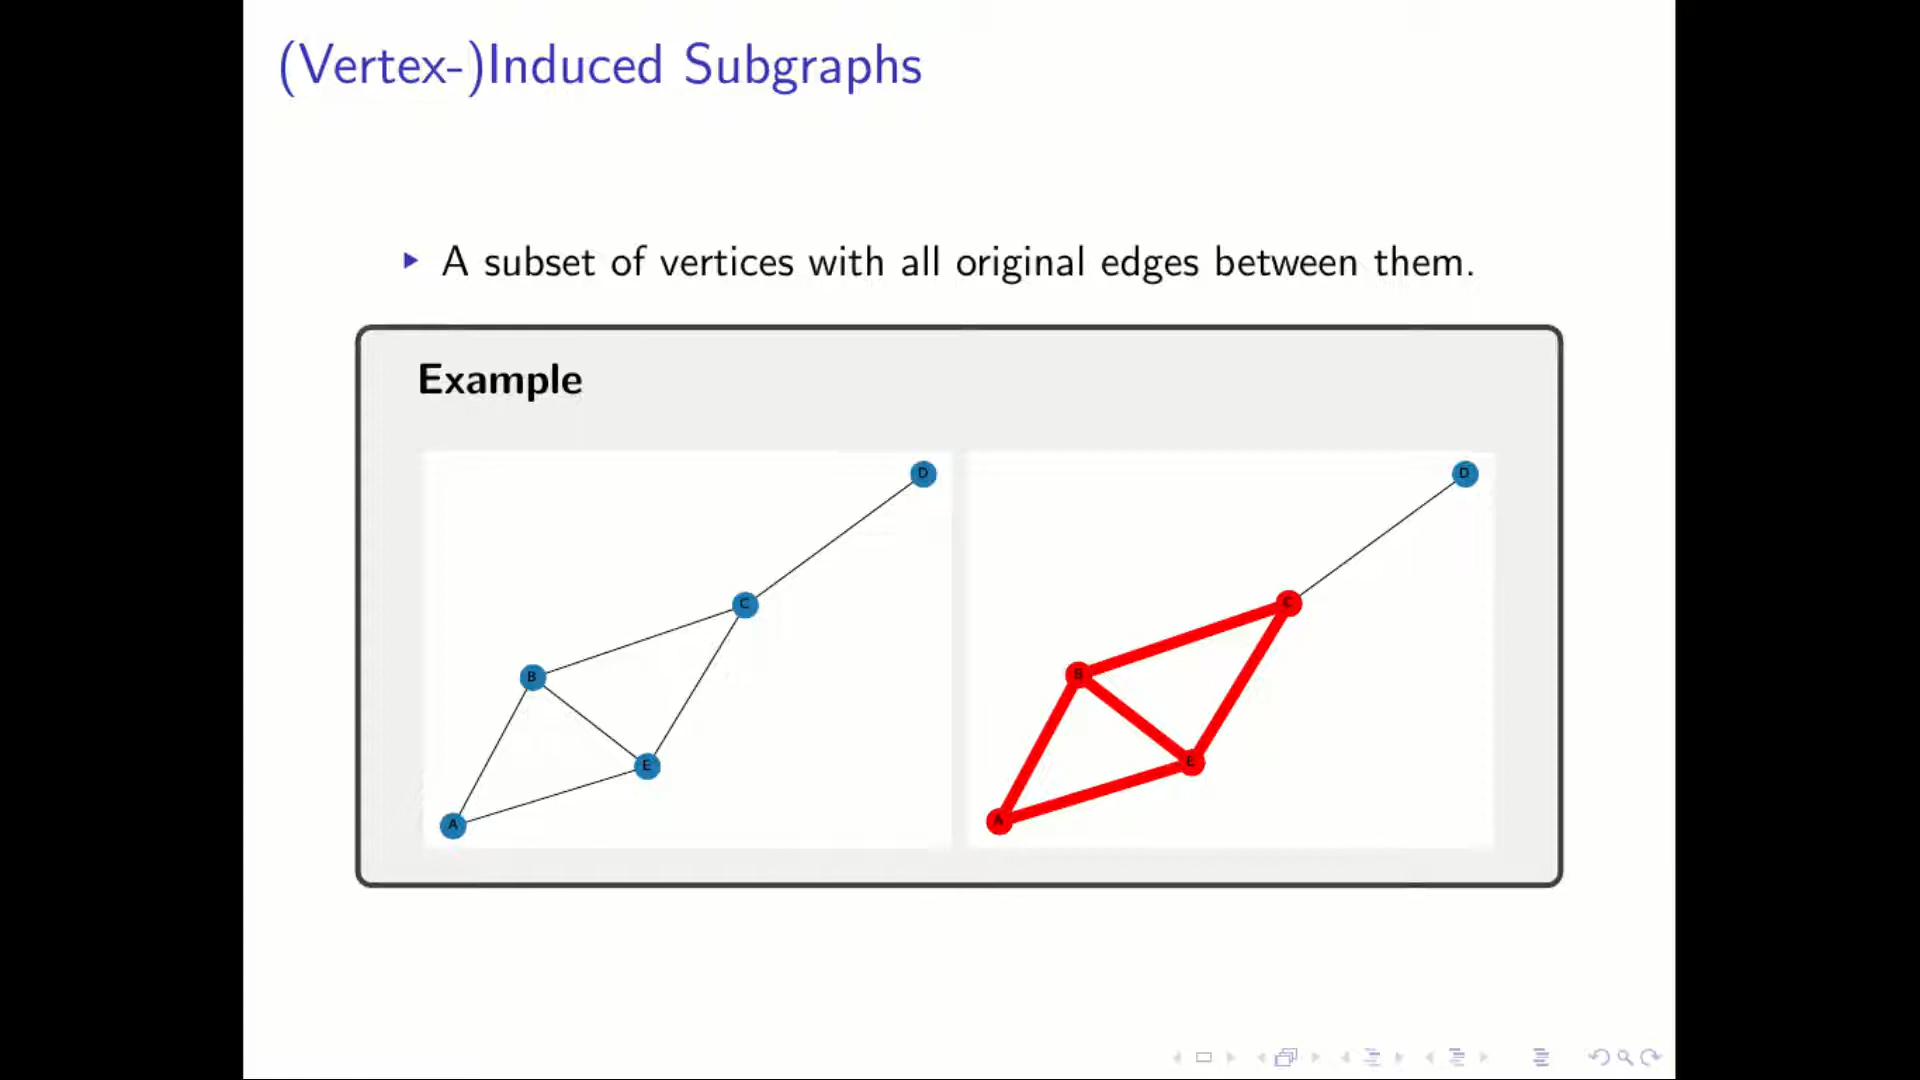 (Vertex-)Induced Subgraphs
▶ A subset of vertices with all original edges between them.
Example
D
C
B
E
A
D
C
B
E
A